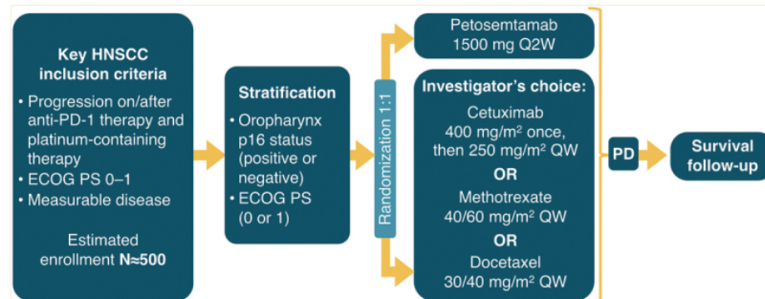 Key HNSCC
inclusion criteria
• Progression on/after
anti-PD-1 therapy and
platinum-containing
therapy
• ECOG PS 0–1
• Measurable disease
Estimated
enrollment N≈500
Stratification
• Oropharynx
p16 status
(positive or
negative)
• ECOG PS
(0 or 1)
Randomization 1:1
Petosemtamab
1500 mg Q2W
Investigator’s choice:
Cetuximab
400 mg/m² once,
then 250 mg/m² QW
OR
Methotrexate
40/60 mg/m² QW
OR
Docetaxel
30/40 mg/m² QW
PD
Survival
follow-up